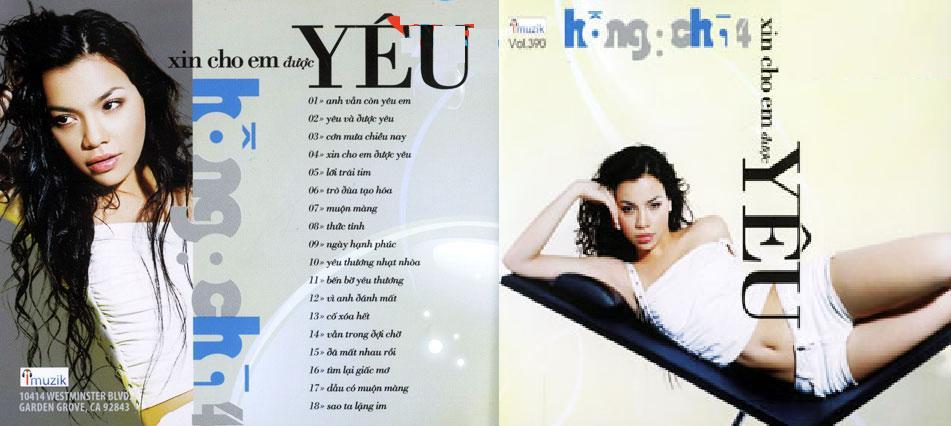 xin cho em được YÊU
hồng . chī 4
01» anh vẫn còn yêu em
02» yêu và được yêu
03» cơn mưa chiều nay
04» xin cho em được yêu
05» lời trái tim
06» trò đùa tạo hóa
07» muộn màng
08» thức tỉnh
09» ngày hạnh phúc
10» yêu thương nhạt nhòa
11» bến bờ yêu thương
12» vì anh đánh mất
13» cố xóa hết
14» vẫn trong đợi chờ
15» đã mất nhau rồi
16» tìm lại giấc mơ
17» dẫu có muộn màng
18» sao ta lặng im
muzik
10414 WESTMINSTER BLVD.
GARDEN GROVE, CA 92843
muzik
Vol.390
hồng . chī 4
xin cho em được YÊU